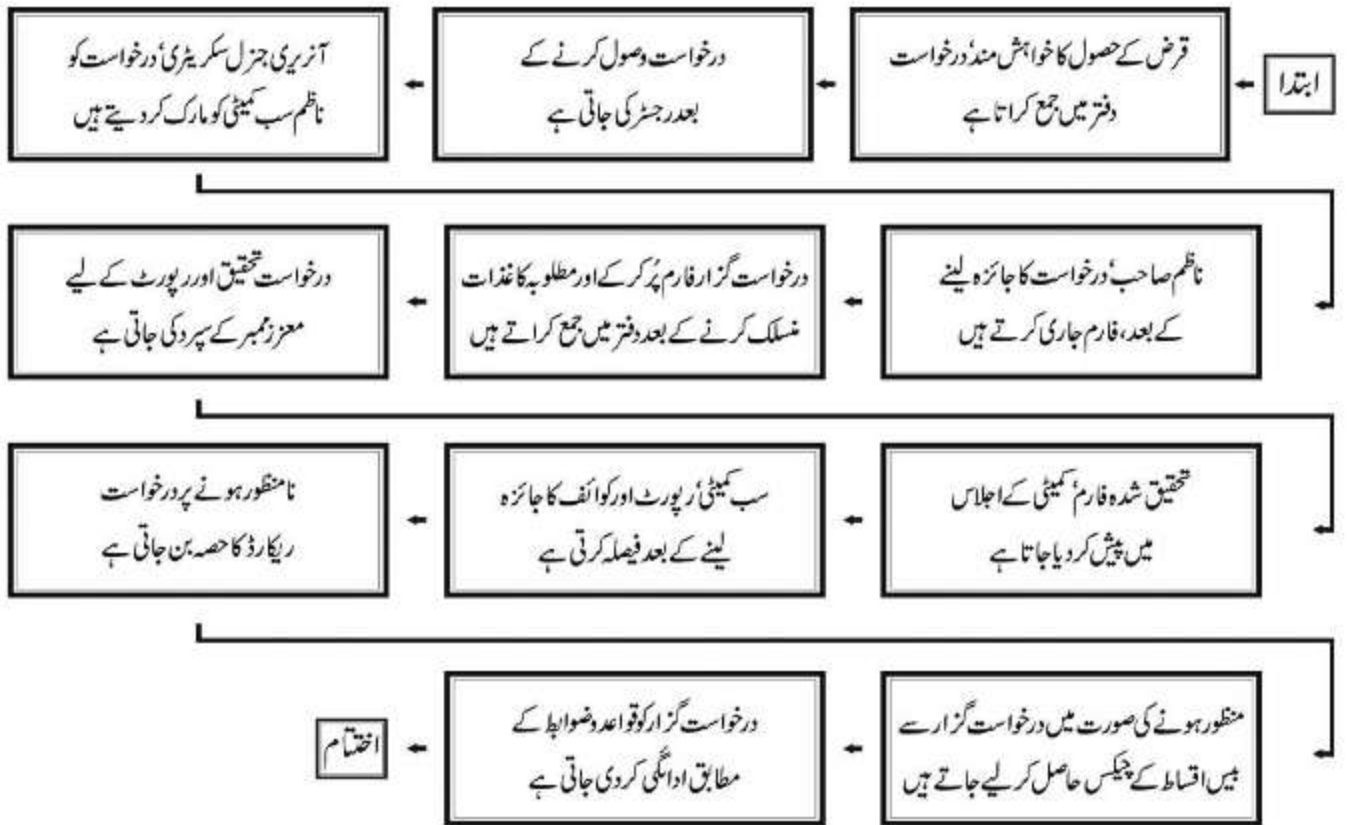 ابتدا
قرض کے حصول کا خواہش مند' درخواست
دفتر میں جمع کراتا ہے
درخواست وصول کرنے کے
بعد رجسٹر کی جاتی ہے
آنریری جنرل سکریٹری' درخواست کو
ناظم سب کمیٹی کو مارک کر دیتے ہیں
ناظم صاحب' درخواست کا جائزہ لینے
کے بعد، فارم جاری کرتے ہیں
درخواست گزار فارم پُر کر کے اور مطلوبہ کاغذات
منسلک کرنے کے بعد دفتر میں جمع کراتے ہیں
درخواست تحقیق اور رپورٹ کے لیے
معزز ممبر کے سپرد کی جاتی ہے
تحقیق شدہ فارم' کمیٹی کے اجلاس
میں پیش کر دیا جاتا ہے
سب کمیٹی' رپورٹ اور کوائف کا جائزہ
لینے کے بعد فیصلہ کرتی ہے
نامنظور ہونے پر درخواست
ریکارڈ کا حصہ بن جاتی ہے
منظور ہونے کی صورت میں درخواست گزار سے
بیس اقساط کے چیکس حاصل کر لیے جاتے ہیں
درخواست گزار کو قواعد و ضوابط کے
مطابق ادائگی کر دی جاتی ہے
اختتام